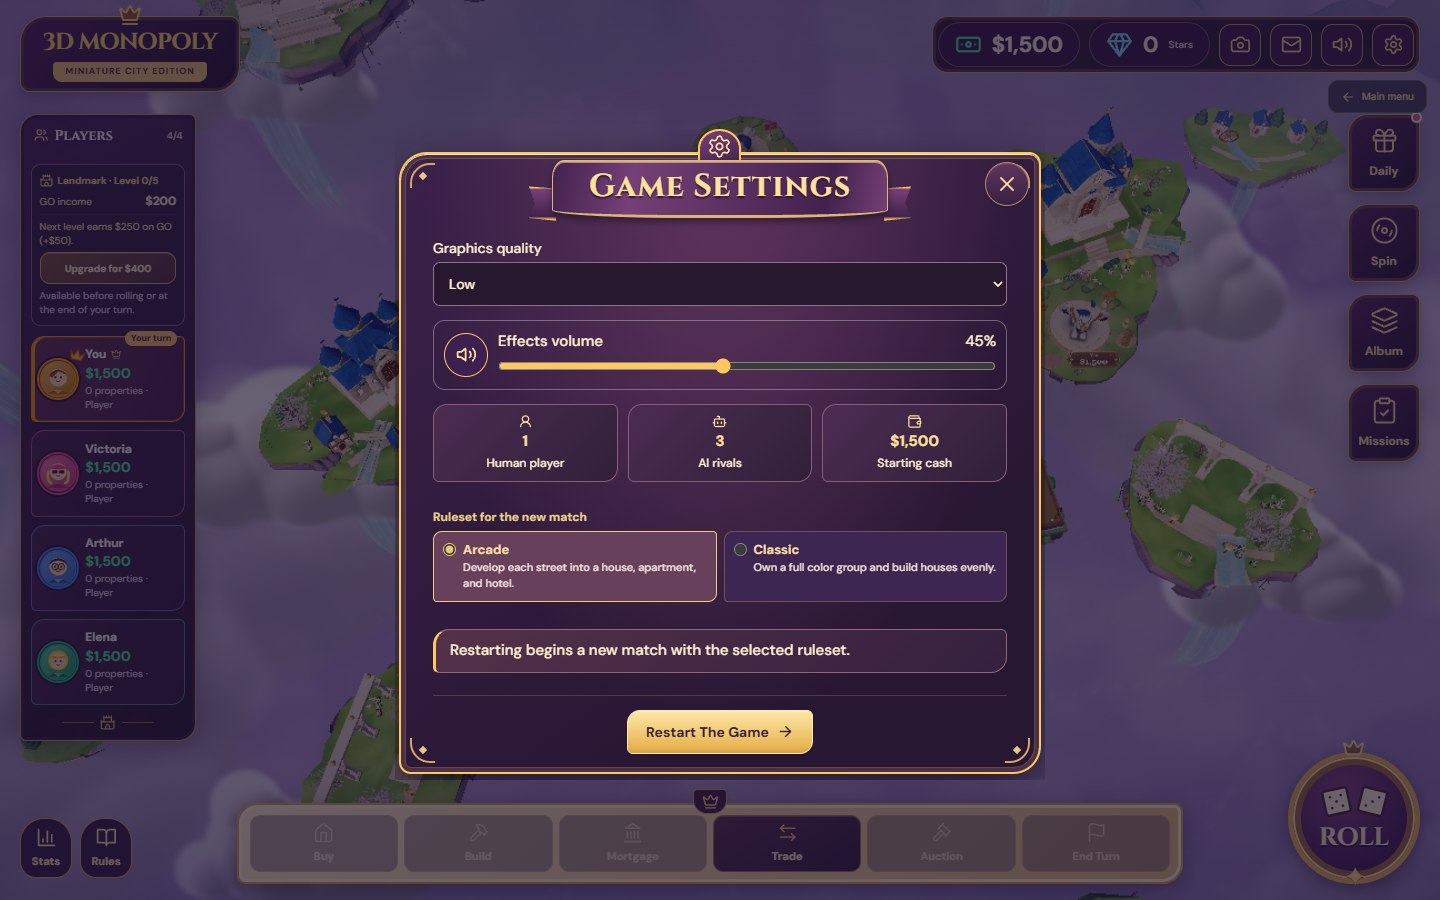 3D MONOPOLY
MINIATURE CITY EDITION
$1,500
0 Stars
Main menu
PLAYERS 4/4
Landmark · Level 0/5
GO income $200
Next level earns $250 on GO
(+$50).
Upgrade for $400
Available before rolling or at
the end of your turn.
Your turn
You
$1,500
0 properties ·
Player
Victoria
$1,500
0 properties ·
Player
Arthur
$1,500
0 properties ·
Player
Elena
$1,500
0 properties ·
Player
GAME SETTINGS
Graphics quality
Low
Effects volume 45%
1
Human player
3
AI rivals
$1,500
Starting cash
Ruleset for the new match
Arcade
Develop each street into a house, apartment,
and hotel.
Classic
Own a full color group and build houses evenly.
Restarting begins a new match with the selected ruleset.
Restart The Game
Daily
Spin
Album
Missions
You
$1,500
Stats
Rules
Buy
Build
Mortgage
Trade
Auction
End Turn
ROLL